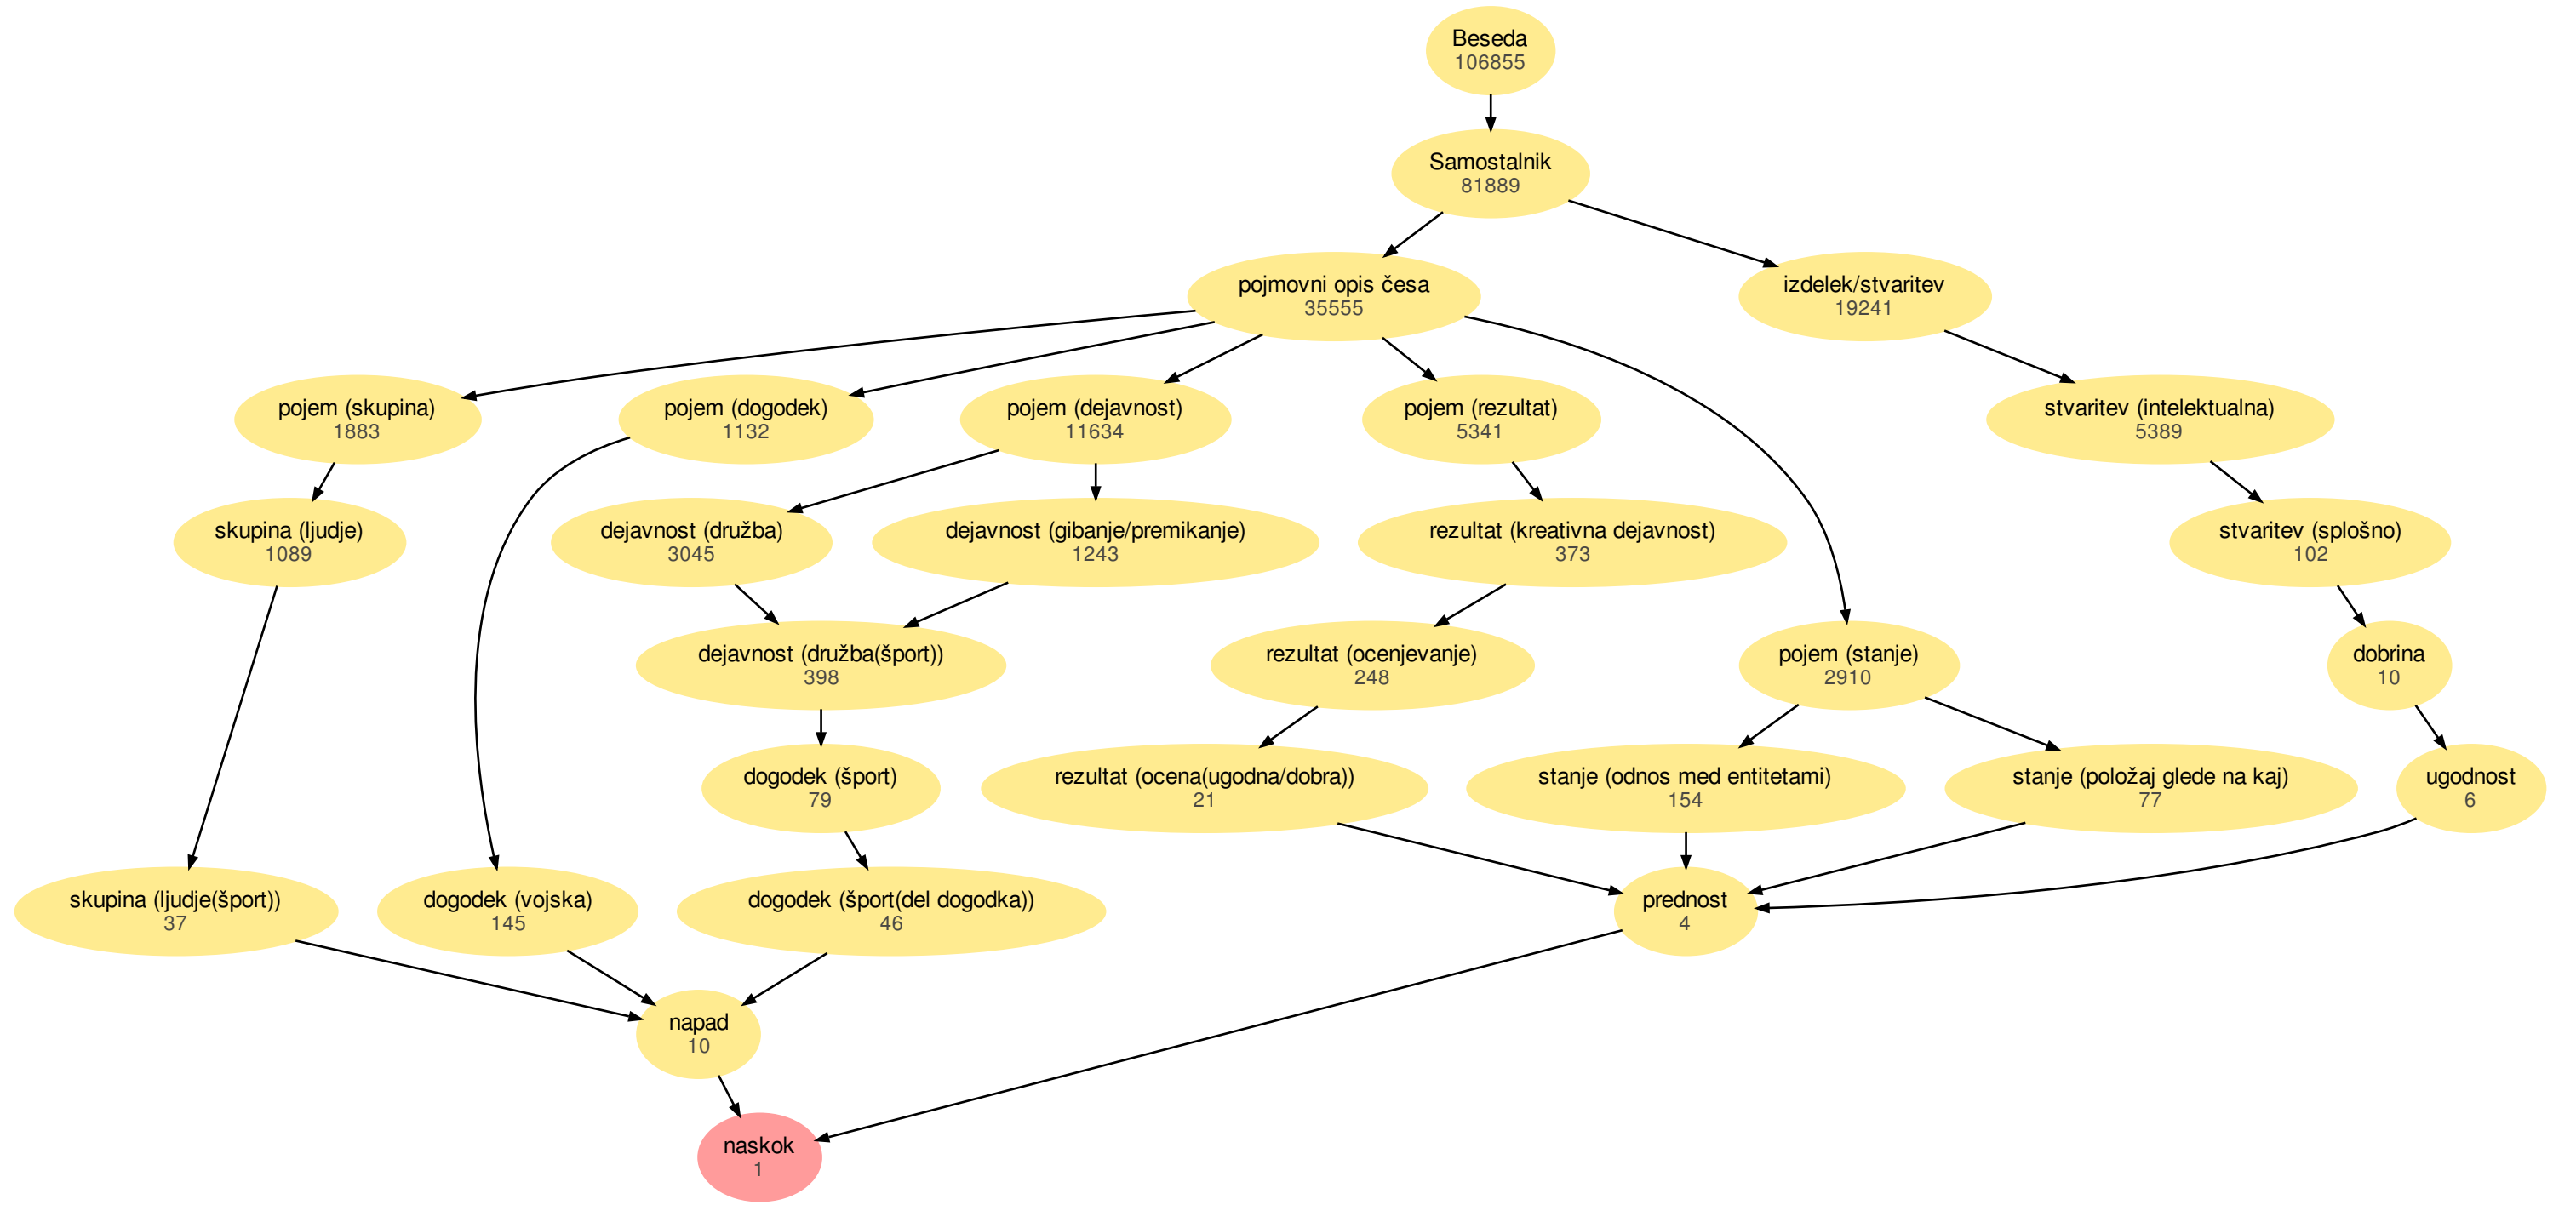 Beseda
106855
Samostalnik
81889
pojmovni opis česa
35555
izdelek/stvaritev
19241
pojem (skupina)
1883
pojem (dogodek)
1132
pojem (dejavnost)
11634
pojem (rezultat)
5341
stvaritev (intelektualna)
5389
skupina (ljudje)
1089
dejavnost (družba)
3045
dejavnost (gibanje/premikanje)
1243
rezultat (kreativna dejavnost)
373
stvaritev (splošno)
102
dejavnost (družba(šport))
398
rezultat (ocenjevanje)
248
pojem (stanje)
2910
dobrina
10
dogodek (šport)
79
rezultat (ocena(ugodna/dobra))
21
stanje (odnos med entitetami)
154
stanje (položaj glede na kaj)
77
ugodnost
6
skupina (ljudje(šport))
37
dogodek (vojska)
145
dogodek (šport(del dogodka))
46
prednost
4
napad
10
naskok
1